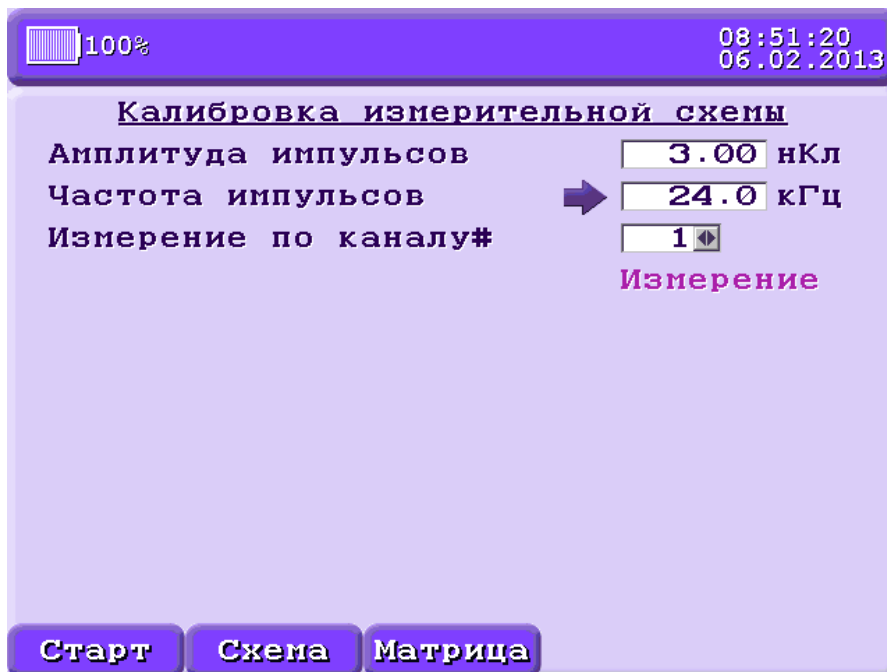 100%
08:51:20
06.02.2013
Калибровка измерительной схемы
Амплитуда импульсов 3.00 нКл
Частота импульсов 24.0 кГц
Измерение по каналу# 1
Измерение
Старт Схема Матрица